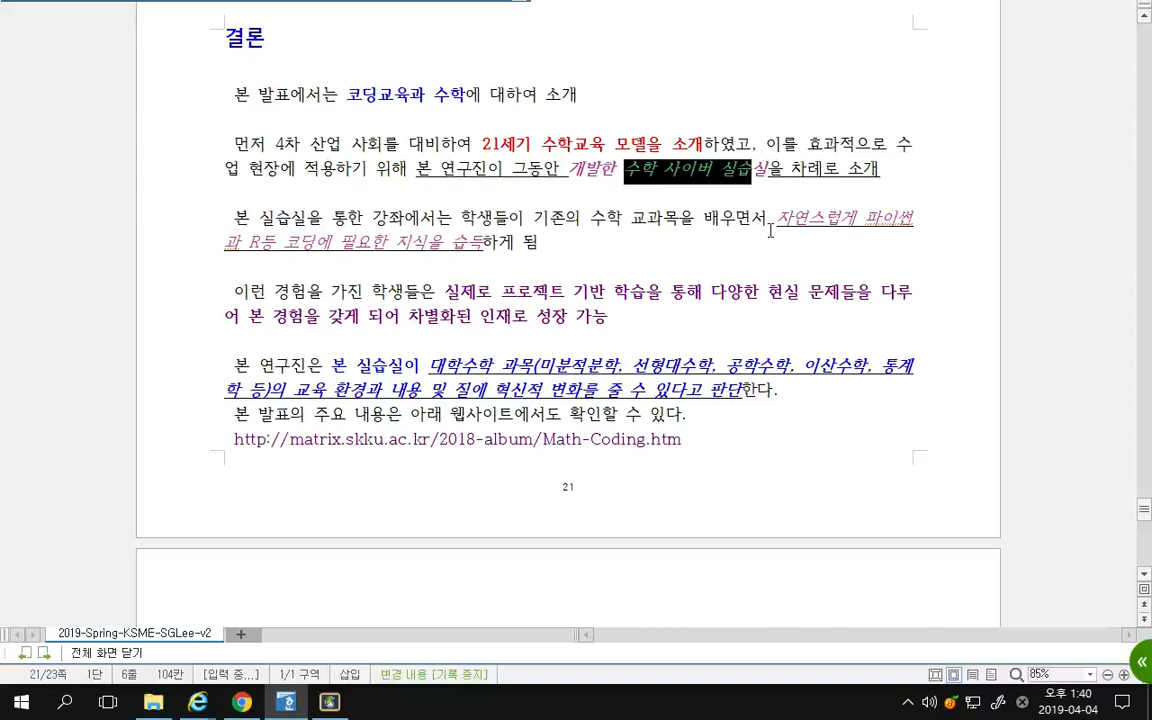 결론
본 발표에서는 코딩교육과 수학에 대하여 소개
먼저 4차 산업 사회를 대비하여 21세기 수학교육 모델을 소개하였고, 이를 효과적으로 수
업 현장에 적용하기 위해 본 연구진이 그동안 개발한 수학 사이버 실습실을 차례로 소개
본 실습실을 통한 강좌에서는 학생들이 기존의 수학 교과목을 배우면서 자연스럽게 파이썬
과 R등 코딩에 필요한 지식을 습득하게 됨
이런 경험을 가진 학생들은 실제로 프로젝트 기반 학습을 통해 다양한 현실 문제들을 다루
어 본 경험을 갖게 되어 차별화된 인재로 성장 가능
본 연구진은 본 실습실이 대학수학 과목(미분적분학, 선형대수학, 공학수학, 이산수학, 통계
학 등)의 교육 환경과 내용 및 질에 혁신적 변화를 줄 수 있다고 판단한다.
본 발표의 주요 내용은 아래 웹사이트에서도 확인할 수 있다.
http://matrix.skku.ac.kr/2018-album/Math-Coding.htm
21
2019-Spring-KSME-SGLee-v2
전체 화면 닫기
21/23쪽 1단 6줄 104칸 [입력 중...] 1/1 구역 삽입 변경 내용 [기록 중지] 85%
오후 1:40
2019-04-04